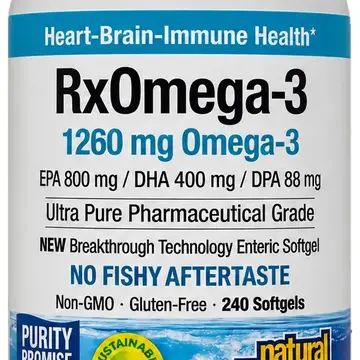 Heart-Brain-Immune Health*
RxOmega-3
1260 mg Omega-3
EPA 800 mg / DHA 400 mg / DPA 88 mg
Ultra Pure Pharmaceutical Grade
NEW Breakthrough Technology Enteric Softgel
NO FISHY AFTERTASTE
Non-GMO • Gluten-Free • 240 Softgels
PURITY
PROMISE
SUSTAINABLE
natural